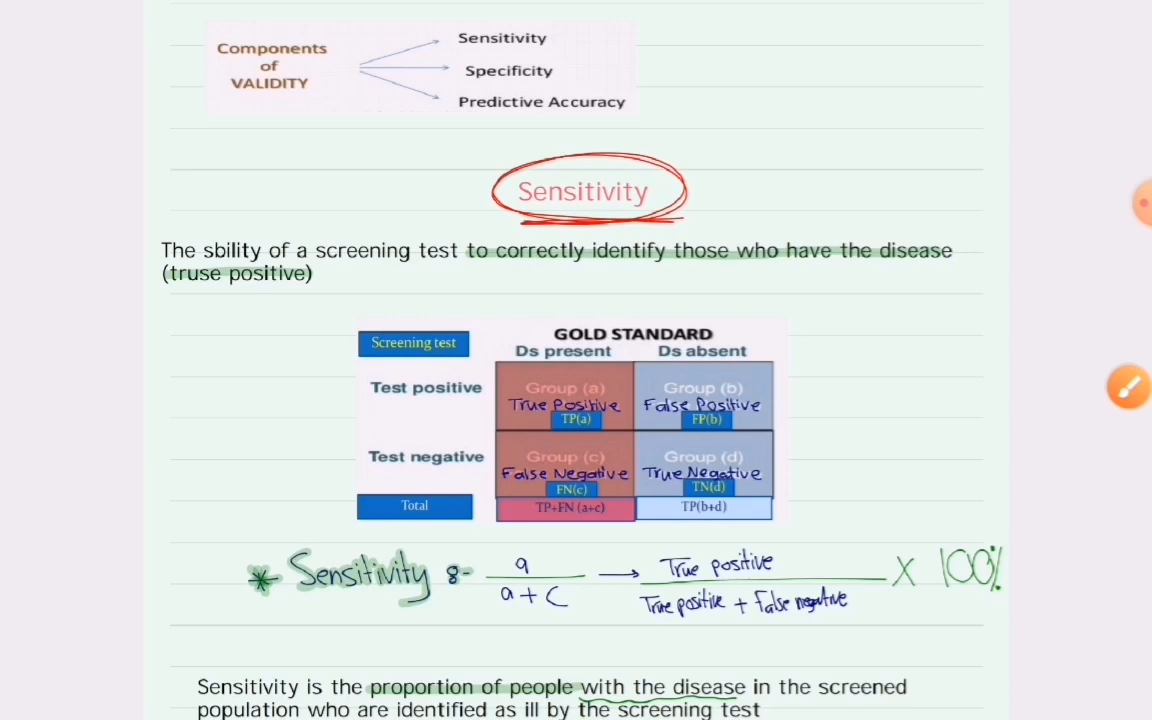 Components
of
VALIDITY
Sensitivity
Specificity
Predictive Accuracy
Sensitivity
The sbility of a screening test to correctly identify those who have the disease
(truse positive)
GOLD STANDARD
Screening test
Ds present Ds absent
Test positive Group (a) Group (b)
True Positive False Positive
TP(a) FP(b)
Test negative Group (c) Group (d)
False Negative True Negative
FN(c) TN(d)
Total TP+FN (a+c) TP(b+d)
* Sensitivity 8- a / a + c → True positive / True positive + False negative X 100%
Sensitivity is the proportion of people with the disease in the screened
population who are identified as ill by the screening test